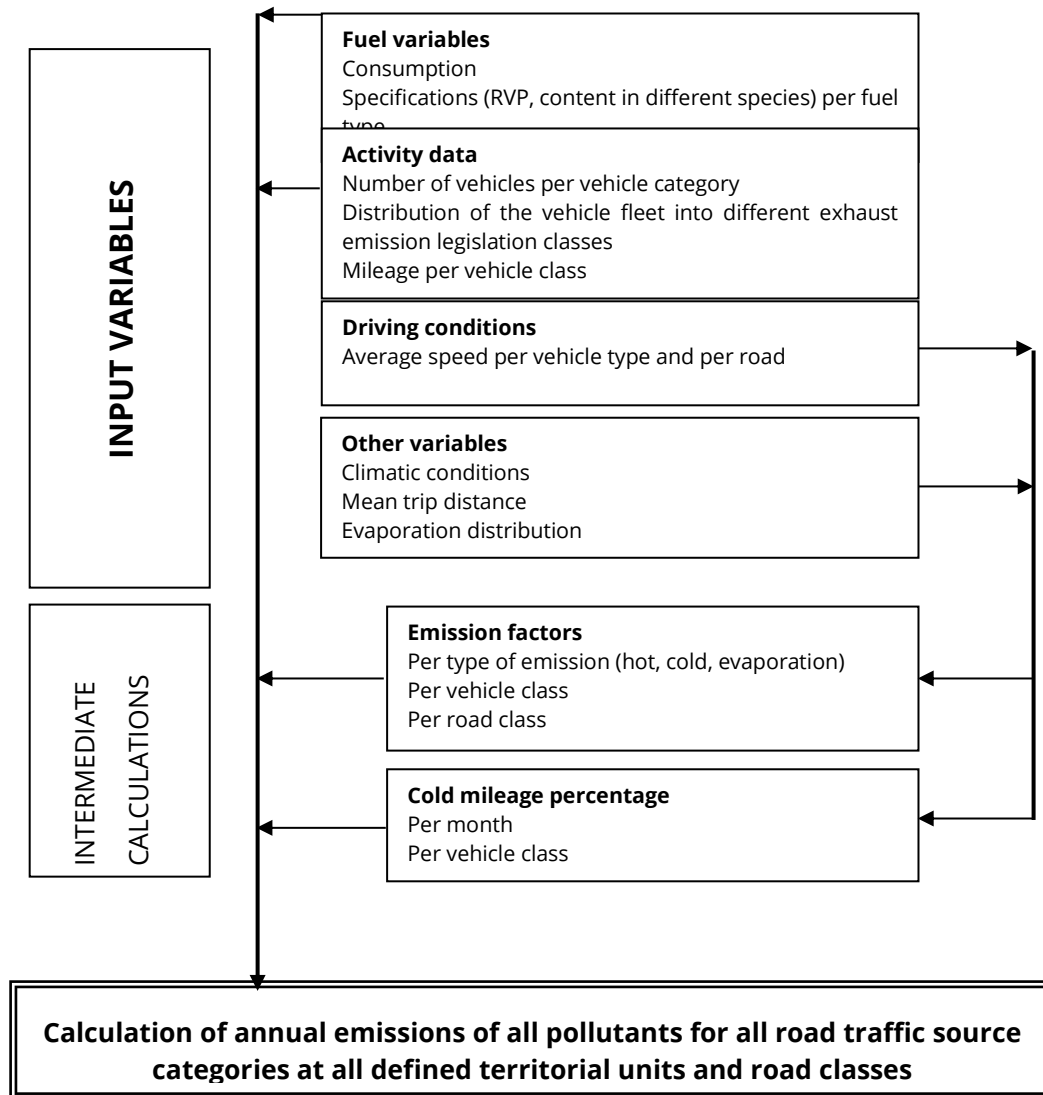 INPUT VARIABLES
Fuel variables
Consumption
Specifications (RVP, content in different species) per fuel
type
Activity data
Number of vehicles per vehicle category
Distribution of the vehicle fleet into different exhaust
emission legislation classes
Mileage per vehicle class
Driving conditions
Average speed per vehicle type and per road
Other variables
Climatic conditions
Mean trip distance
Evaporation distribution
INTERMEDIATE
CALCULATIONS
Emission factors
Per type of emission (hot, cold, evaporation)
Per vehicle class
Per road class
Cold mileage percentage
Per month
Per vehicle class
Calculation of annual emissions of all pollutants for all road traffic source
categories at all defined territorial units and road classes